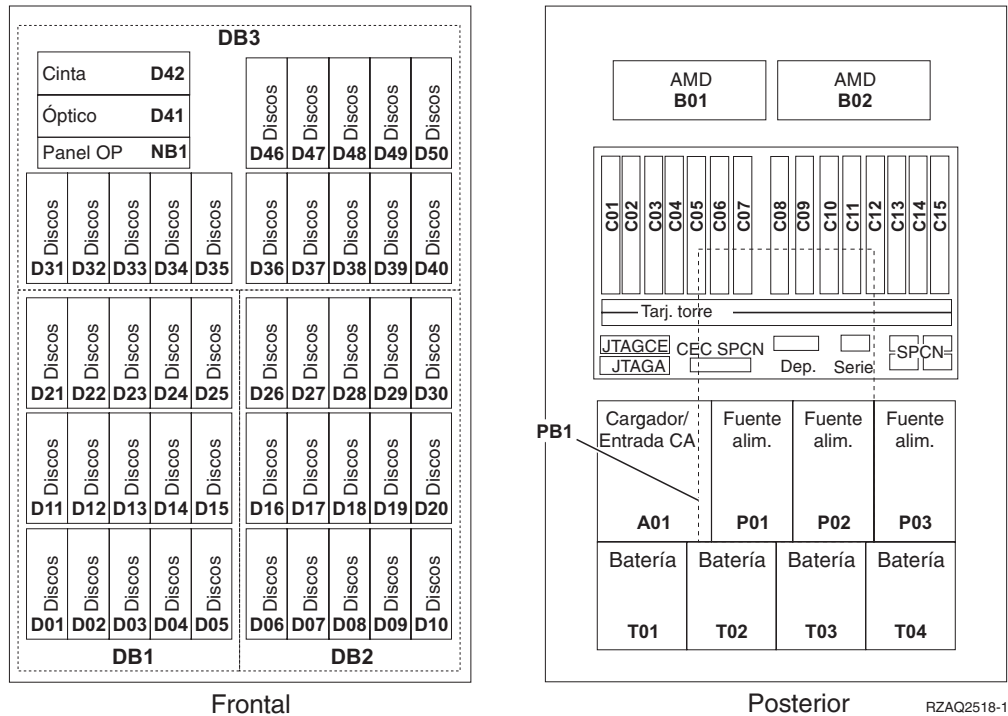 DB3
Cinta D42
Óptico D41
Panel OP NB1
Discos Discos Discos Discos Discos
D46 D47 D48 D49 D50
Discos Discos Discos Discos Discos Discos Discos Discos Discos Discos
D31 D32 D33 D34 D35 D36 D37 D38 D39 D40
Discos Discos Discos Discos Discos Discos Discos Discos Discos Discos
D21 D22 D23 D24 D25 D26 D27 D28 D29 D30
Discos Discos Discos Discos Discos Discos Discos Discos Discos Discos
D11 D12 D13 D14 D15 D16 D17 D18 D19 D20
Discos Discos Discos Discos Discos Discos Discos Discos Discos Discos
D01 D02 D03 D04 D05 D06 D07 D08 D09 D10
DB1 DB2
Frontal
AMD AMD
B01 B02
C01 C02 C03 C04 C05 C06 C07 C08 C09 C10 C11 C12 C13 C14 C15
Tarj. torre
JTAGCE CEC SPCN SPCN
JTAGA Dep. Serie
PB1
Cargador/ Fuente Fuente Fuente
Entrada CA alim. alim. alim.
A01 P01 P02 P03
Batería Batería Batería Batería
T01 T02 T03 T04
Posterior
RZAQ2518-1